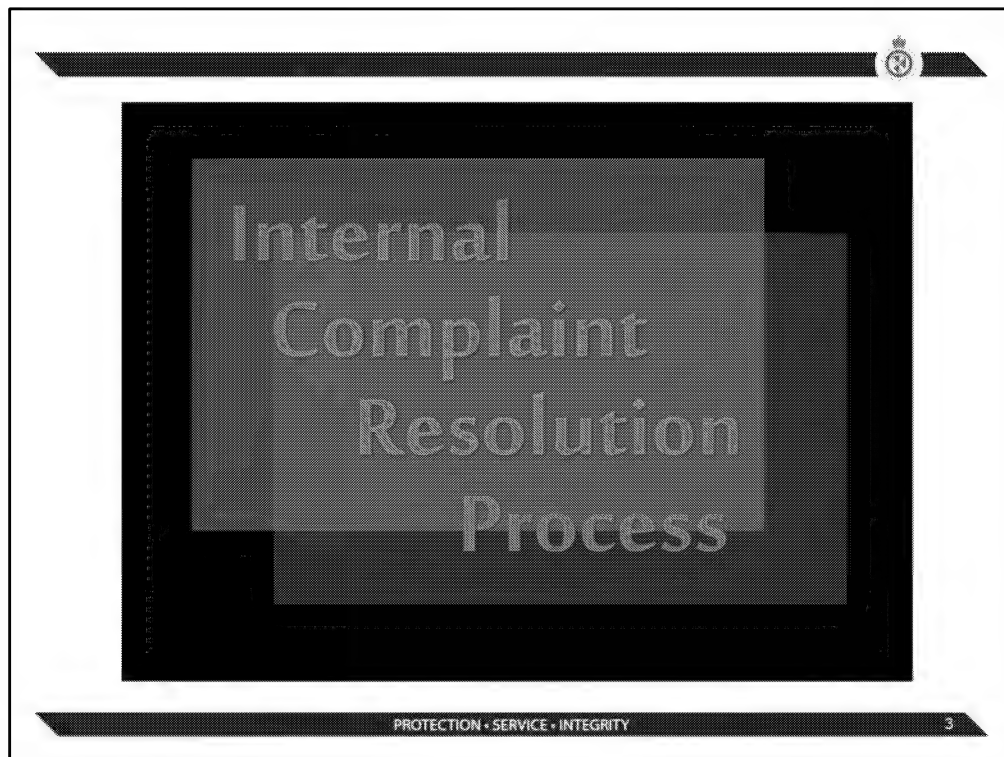 Internal
Complaint
Resolution
Process
PROTECTION • SERVICE • INTEGRITY
3